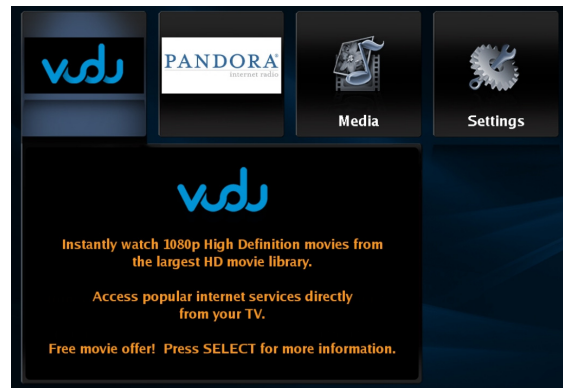 vudu
PANDORA®
internet radio
Media
Settings
vudu
Instantly watch 1080p High Definition movies from
the largest HD movie library.
Access popular internet services directly
from your TV.
Free movie offer! Press SELECT for more information.